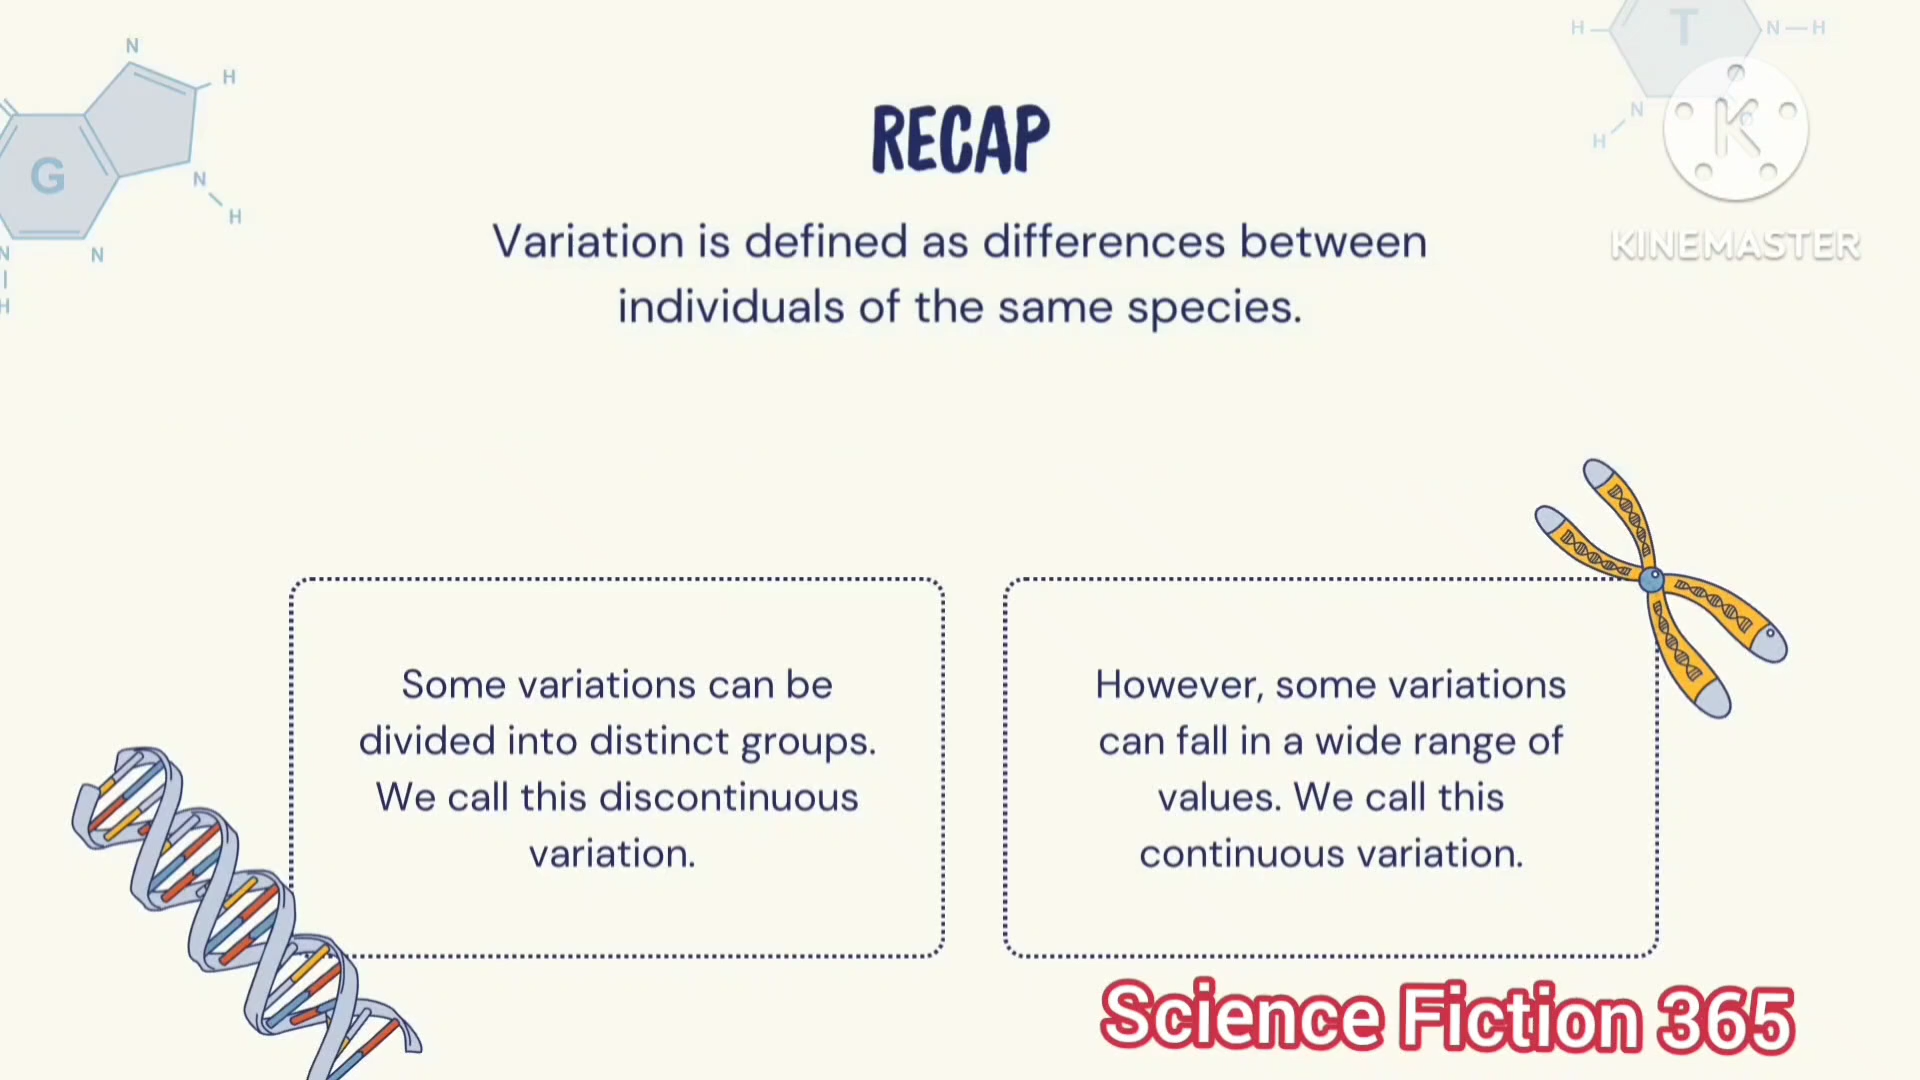 N
H
G
N
H
N
N
H
H
T
N
H
N
H
K
KINEMASTER
RECAP
Variation is defined as differences between
individuals of the same species.
Some variations can be
divided into distinct groups.
We call this discontinuous
variation.
However, some variations
can fall in a wide range of
values. We call this
continuous variation.
Science Fiction 365